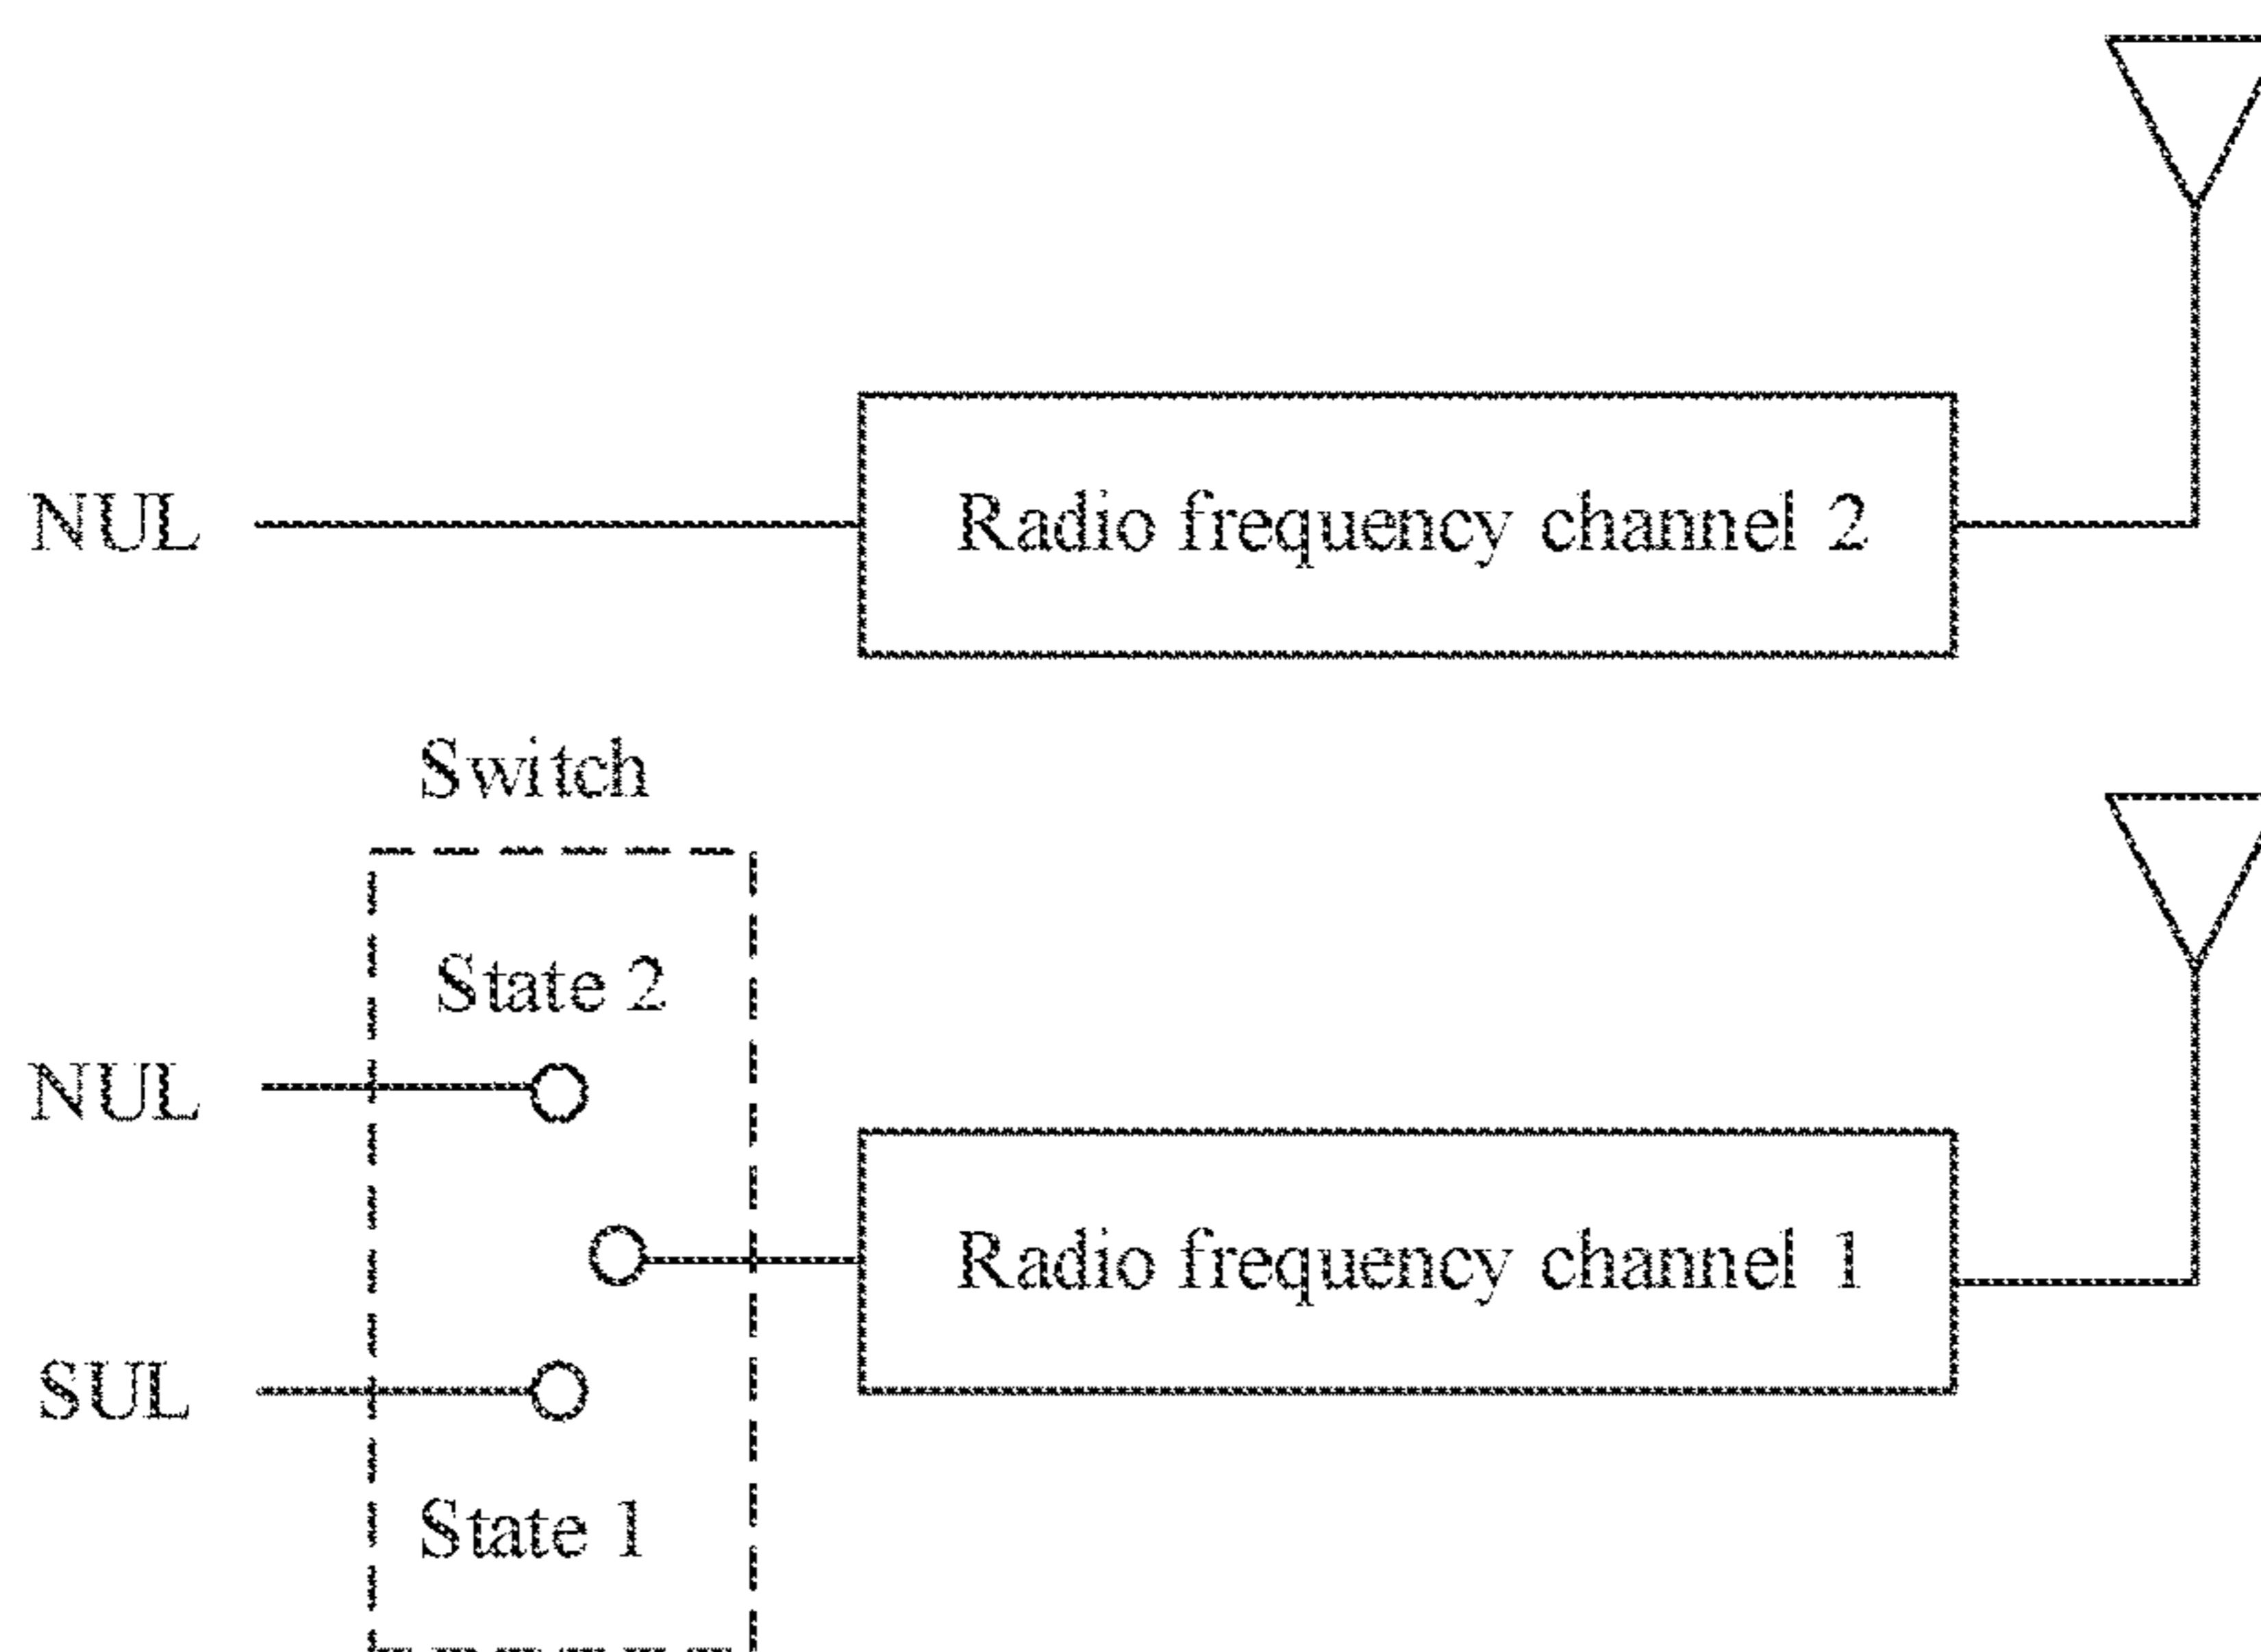 NUL
Radio frequency channel 2
Switch
State 2
NUL
Radio frequency channel 1
SUL
State 1